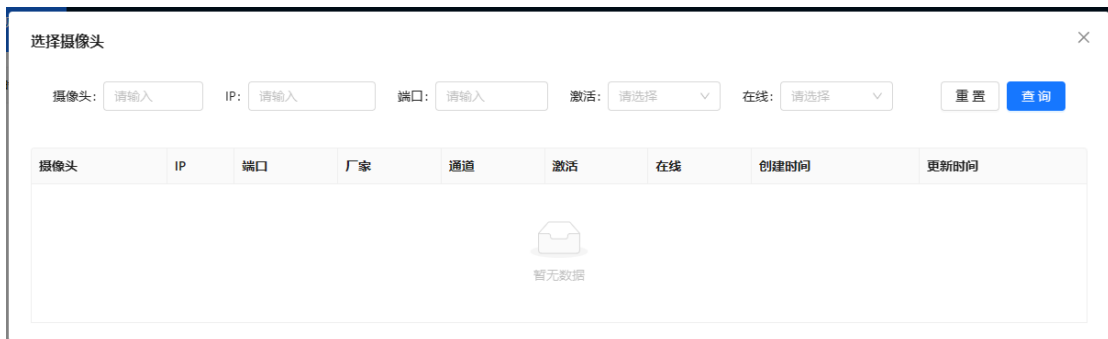 选择摄像头
摄像头: 请输入 IP: 请输入 端口: 请输入 激活: 请选择 在线: 请选择 重置 查询
摄像头 IP 端口 厂家 通道 激活 在线 创建时间 更新时间
暂无数据